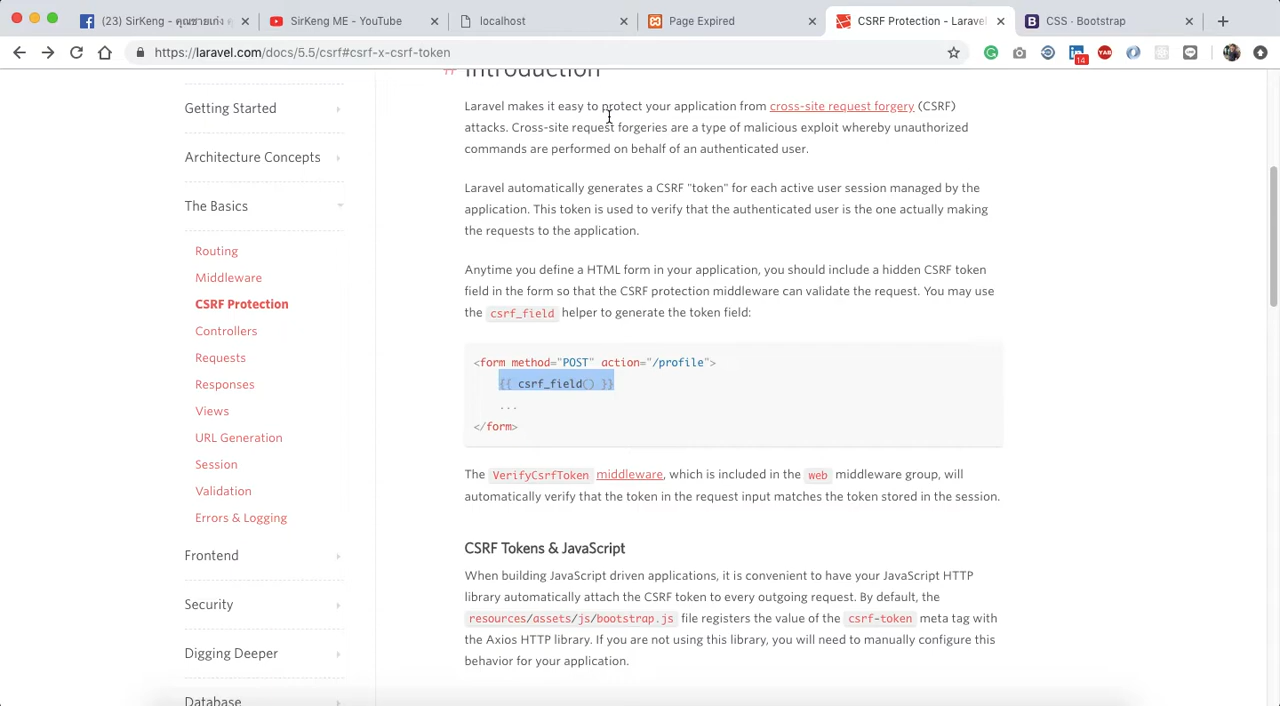 (23) SirKeng - คุณชายเก่ง
SirKeng ME - YouTube
localhost
Page Expired
CSRF Protection - Laravel
CSS · Bootstrap
https://laravel.com/docs/5.5/csrf#csrf-x-csrf-token
14
YAB
# Introduction
Getting Started
Architecture Concepts
The Basics
Routing
Middleware
CSRF Protection
Controllers
Requests
Responses
Views
URL Generation
Session
Validation
Errors & Logging
Frontend
Security
Digging Deeper
Database
Laravel makes it easy to protect your application from cross-site request forgery (CSRF)
attacks. Cross-site request forgeries are a type of malicious exploit whereby unauthorized
commands are performed on behalf of an authenticated user.
Laravel automatically generates a CSRF "token" for each active user session managed by the
application. This token is used to verify that the authenticated user is the one actually making
the requests to the application.
Anytime you define a HTML form in your application, you should include a hidden CSRF token
field in the form so that the CSRF protection middleware can validate the request. You may use
the csrf_field helper to generate the token field:
<form method="POST" action="/profile">
{{ csrf_field() }}
...
</form>
The VerifyCsrfToken middleware, which is included in the web middleware group, will
automatically verify that the token in the request input matches the token stored in the session.
CSRF Tokens & JavaScript
When building JavaScript driven applications, it is convenient to have your JavaScript HTTP
library automatically attach the CSRF token to every outgoing request. By default, the
resources/assets/js/bootstrap.js file registers the value of the csrf-token meta tag with
the Axios HTTP library. If you are not using this library, you will need to manually configure this
behavior for your application.